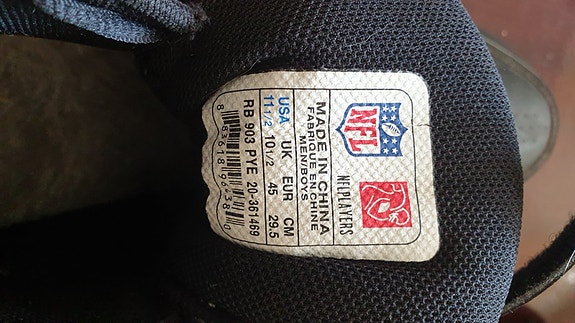 NFL
NFLPLAYERS
MADE IN CHINA
FABRIQUE EN CHINE
MEN/BOYS
USA UK EUR CM
11 1/2 10 1/2 45 29.5
RB 903 PYE 20-361469